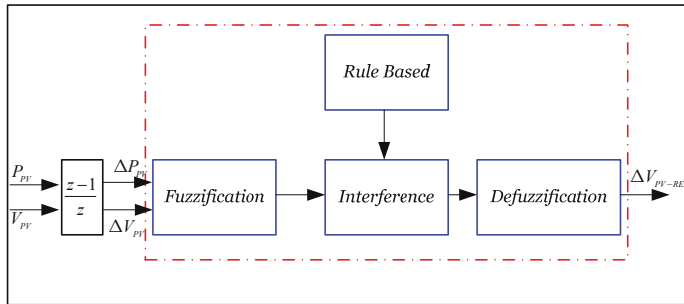 Rule Based
P_PV
V_PV
z−1
z
ΔP_PV
ΔV_PV
Fuzzification
Interference
Defuzzification
ΔV_PV−RE